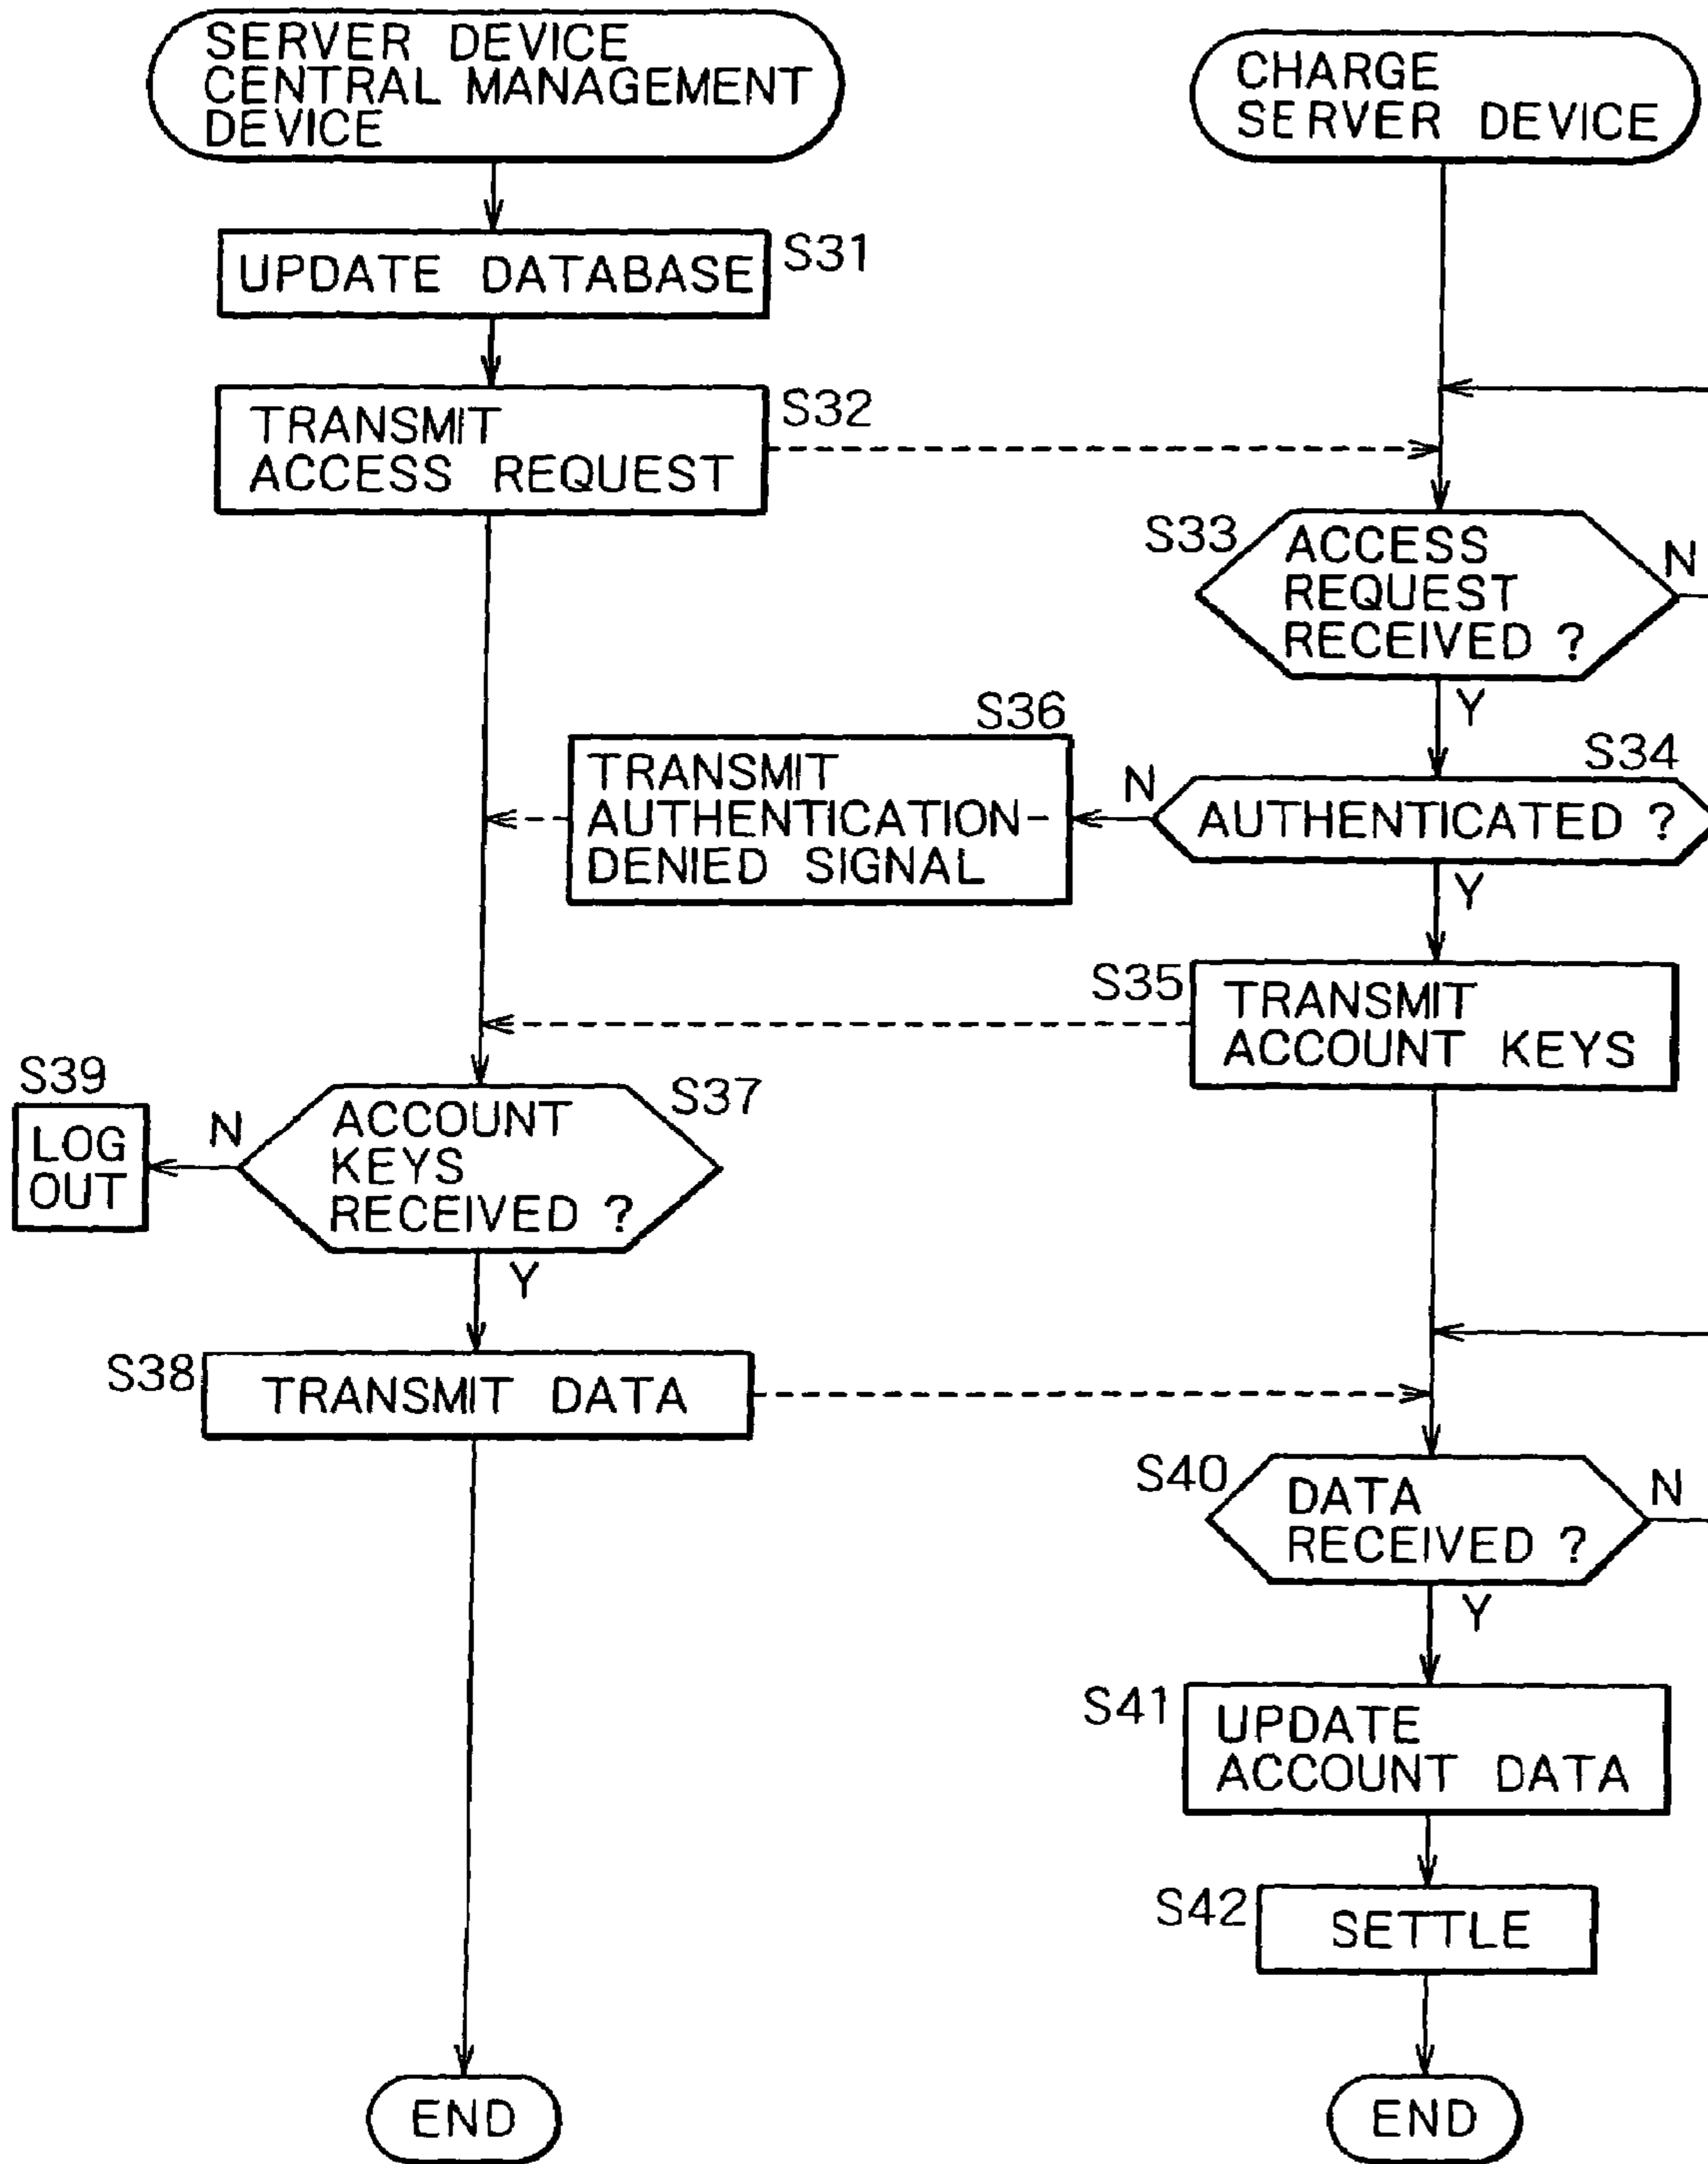 SERVER DEVICE
CENTRAL MANAGEMENT
DEVICE
CHARGE
SERVER DEVICE
UPDATE DATABASE
S31
TRANSMIT
ACCESS REQUEST
S32
S33
ACCESS
REQUEST
RECEIVED ?
N
Y
S36
TRANSMIT
AUTHENTICATION-
DENIED SIGNAL
N
S34
AUTHENTICATED ?
Y
S35
TRANSMIT
ACCOUNT KEYS
S39
LOG
OUT
N
ACCOUNT
KEYS
RECEIVED ?
S37
Y
S38
TRANSMIT DATA
S40
DATA
RECEIVED ?
N
Y
S41
UPDATE
ACCOUNT DATA
S42
SETTLE
END
END